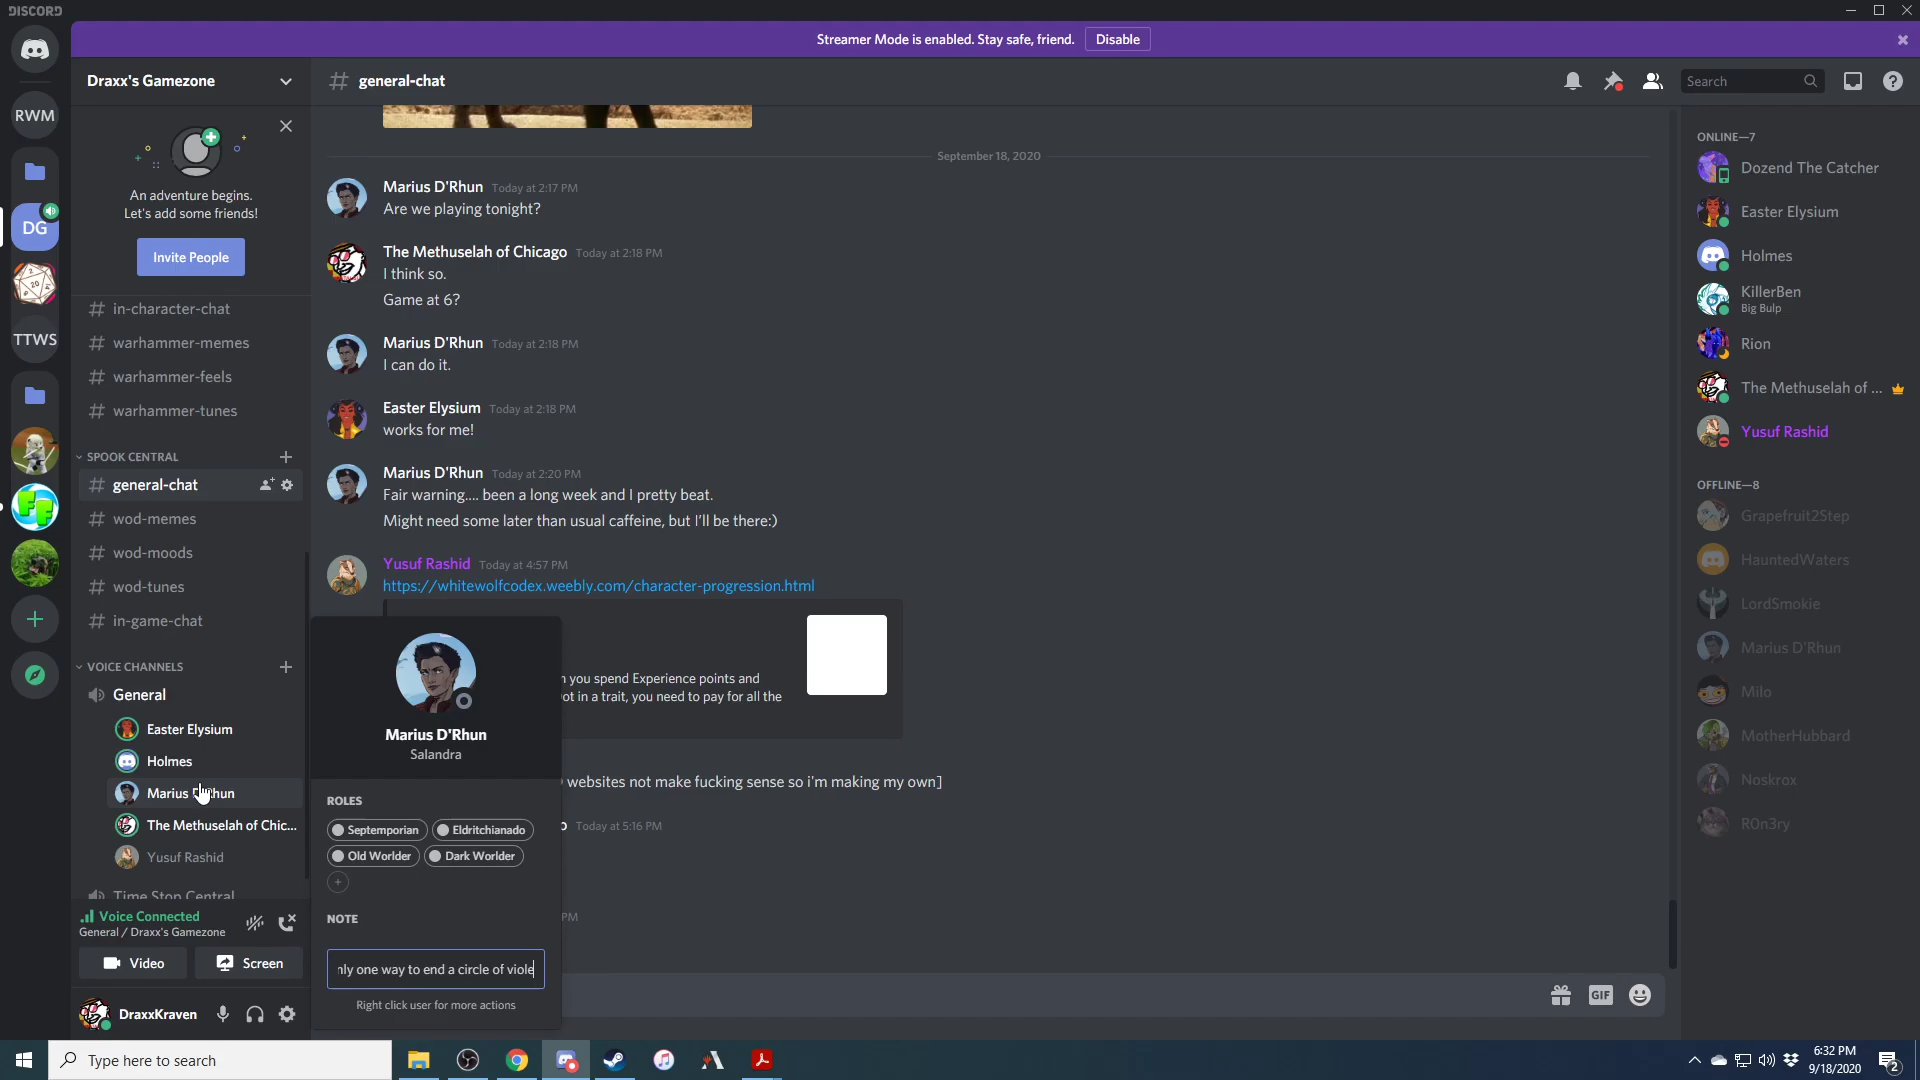 DISCORD
Streamer Mode is enabled. Stay safe, friend.
Disable
RWM
DG
20
TTWS
FF
Draxx's Gamezone
An adventure begins.
Let's add some friends!
Invite People
in-character-chat
warhammer-memes
warhammer-feels
warhammer-tunes
SPOOK CENTRAL
general-chat
wod-memes
wod-moods
wod-tunes
in-game-chat
VOICE CHANNELS
General
Easter Elysium
Holmes
Marius
The Methuselah of Chic...
Yusuf Rashid
Time Stop Central
Voice Connected
General / Draxx's Gamezone
Video
Screen
DraxxKraven
# general-chat
Search
September 18, 2020
Marius D'Rhun Today at 2:17 PM
Are we playing tonight?
The Methuselah of Chicago Today at 2:18 PM
I think so.
Game at 6?
Marius D'Rhun Today at 2:18 PM
I can do it.
Easter Elysium Today at 2:18 PM
works for me!
Marius D'Rhun Today at 2:20 PM
Fair warning.... been a long week and I pretty beat.
Might need some later than usual caffeine, but I'll be there:)
Yusuf Rashid Today at 4:57 PM
https://whitewolfcodex.weebly.com/character-progression.html
you spend Experience points and
ot in a trait, you need to pay for all the
websites not make fucking sense so i'm making my own]
o Today at 5:16 PM
PM
Marius D'Rhun
Salandra
ROLES
Septemporian
Eldritchianado
Old Worlder
Dark Worlder
NOTE
nly one way to end a circle of viole
Right click user for more actions
GIF
ONLINE—7
Dozend The Catcher
Easter Elysium
Holmes
KillerBen
Big Bulp
Rion
The Methuselah of ...
Yusuf Rashid
OFFLINE—8
Grapefruit2Step
HauntedWaters
LordSmokie
Marius D'Rhun
Milo
MotherHubbard
Noskrox
R0n3ry
Type here to search
6:32 PM
9/18/2020
2